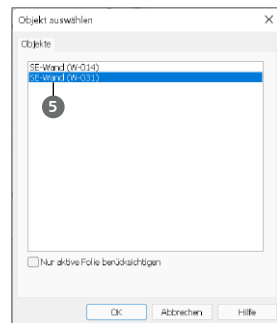 Objekt auswählen
Objekte
SE-Wand (W-014)
SE-Wand (W-031)
5
Nur aktive Folie berücksichtigen
OK Abbrechen Hilfe